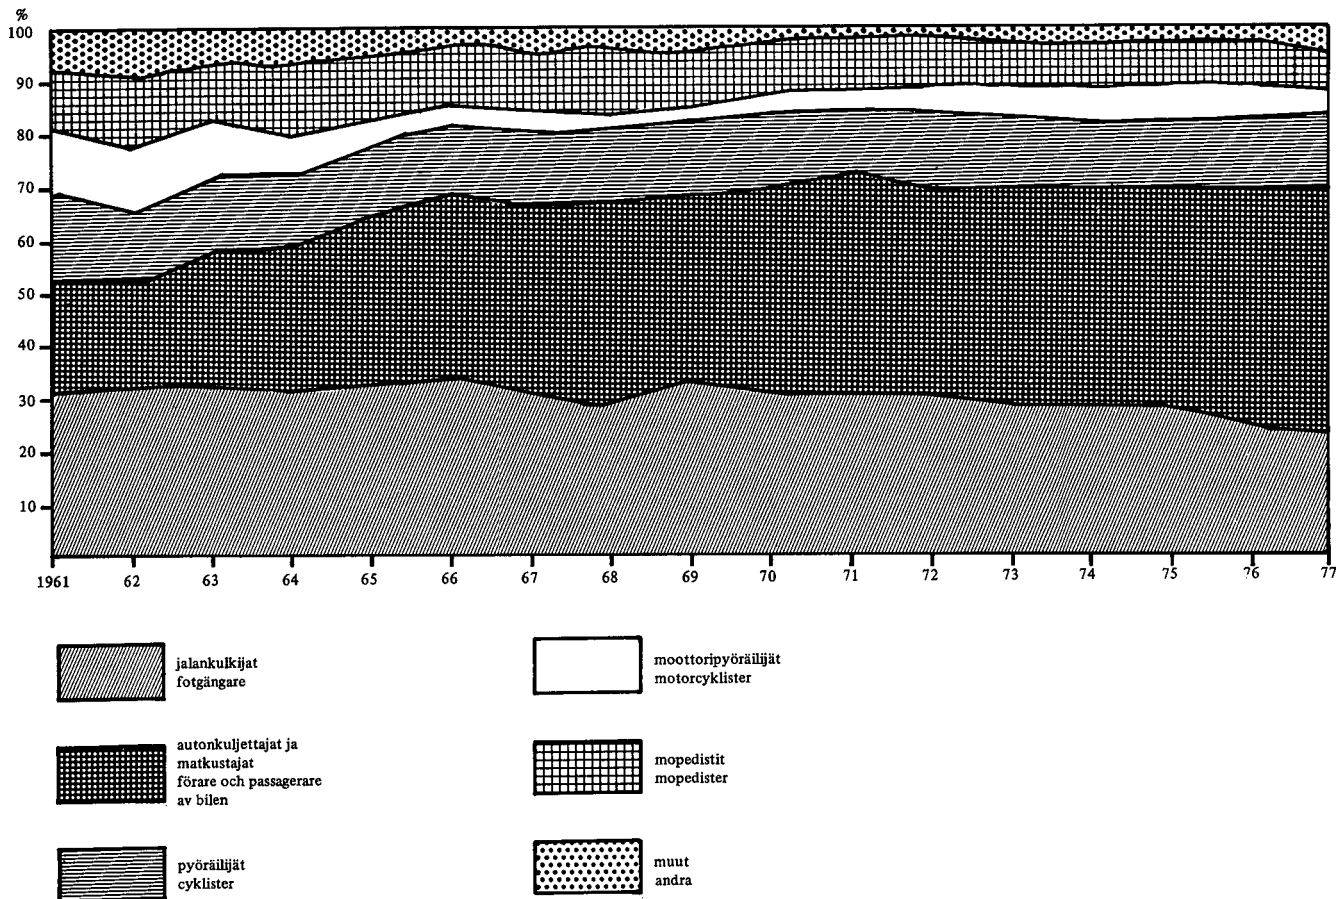 %
100
90
80
70
60
50
40
30
20
10
1961 62 63 64 65 66 67 68 69 70 71 72 73 74 75 76 77
jalankulkijat
fotgängare
autonkuljettajat ja
matkustajat
förare och passagerare
av bilen
pyöräilijät
cyklister
moottoripyöräilijät
motorcyklister
mopedistit
mopedister
muut
andra